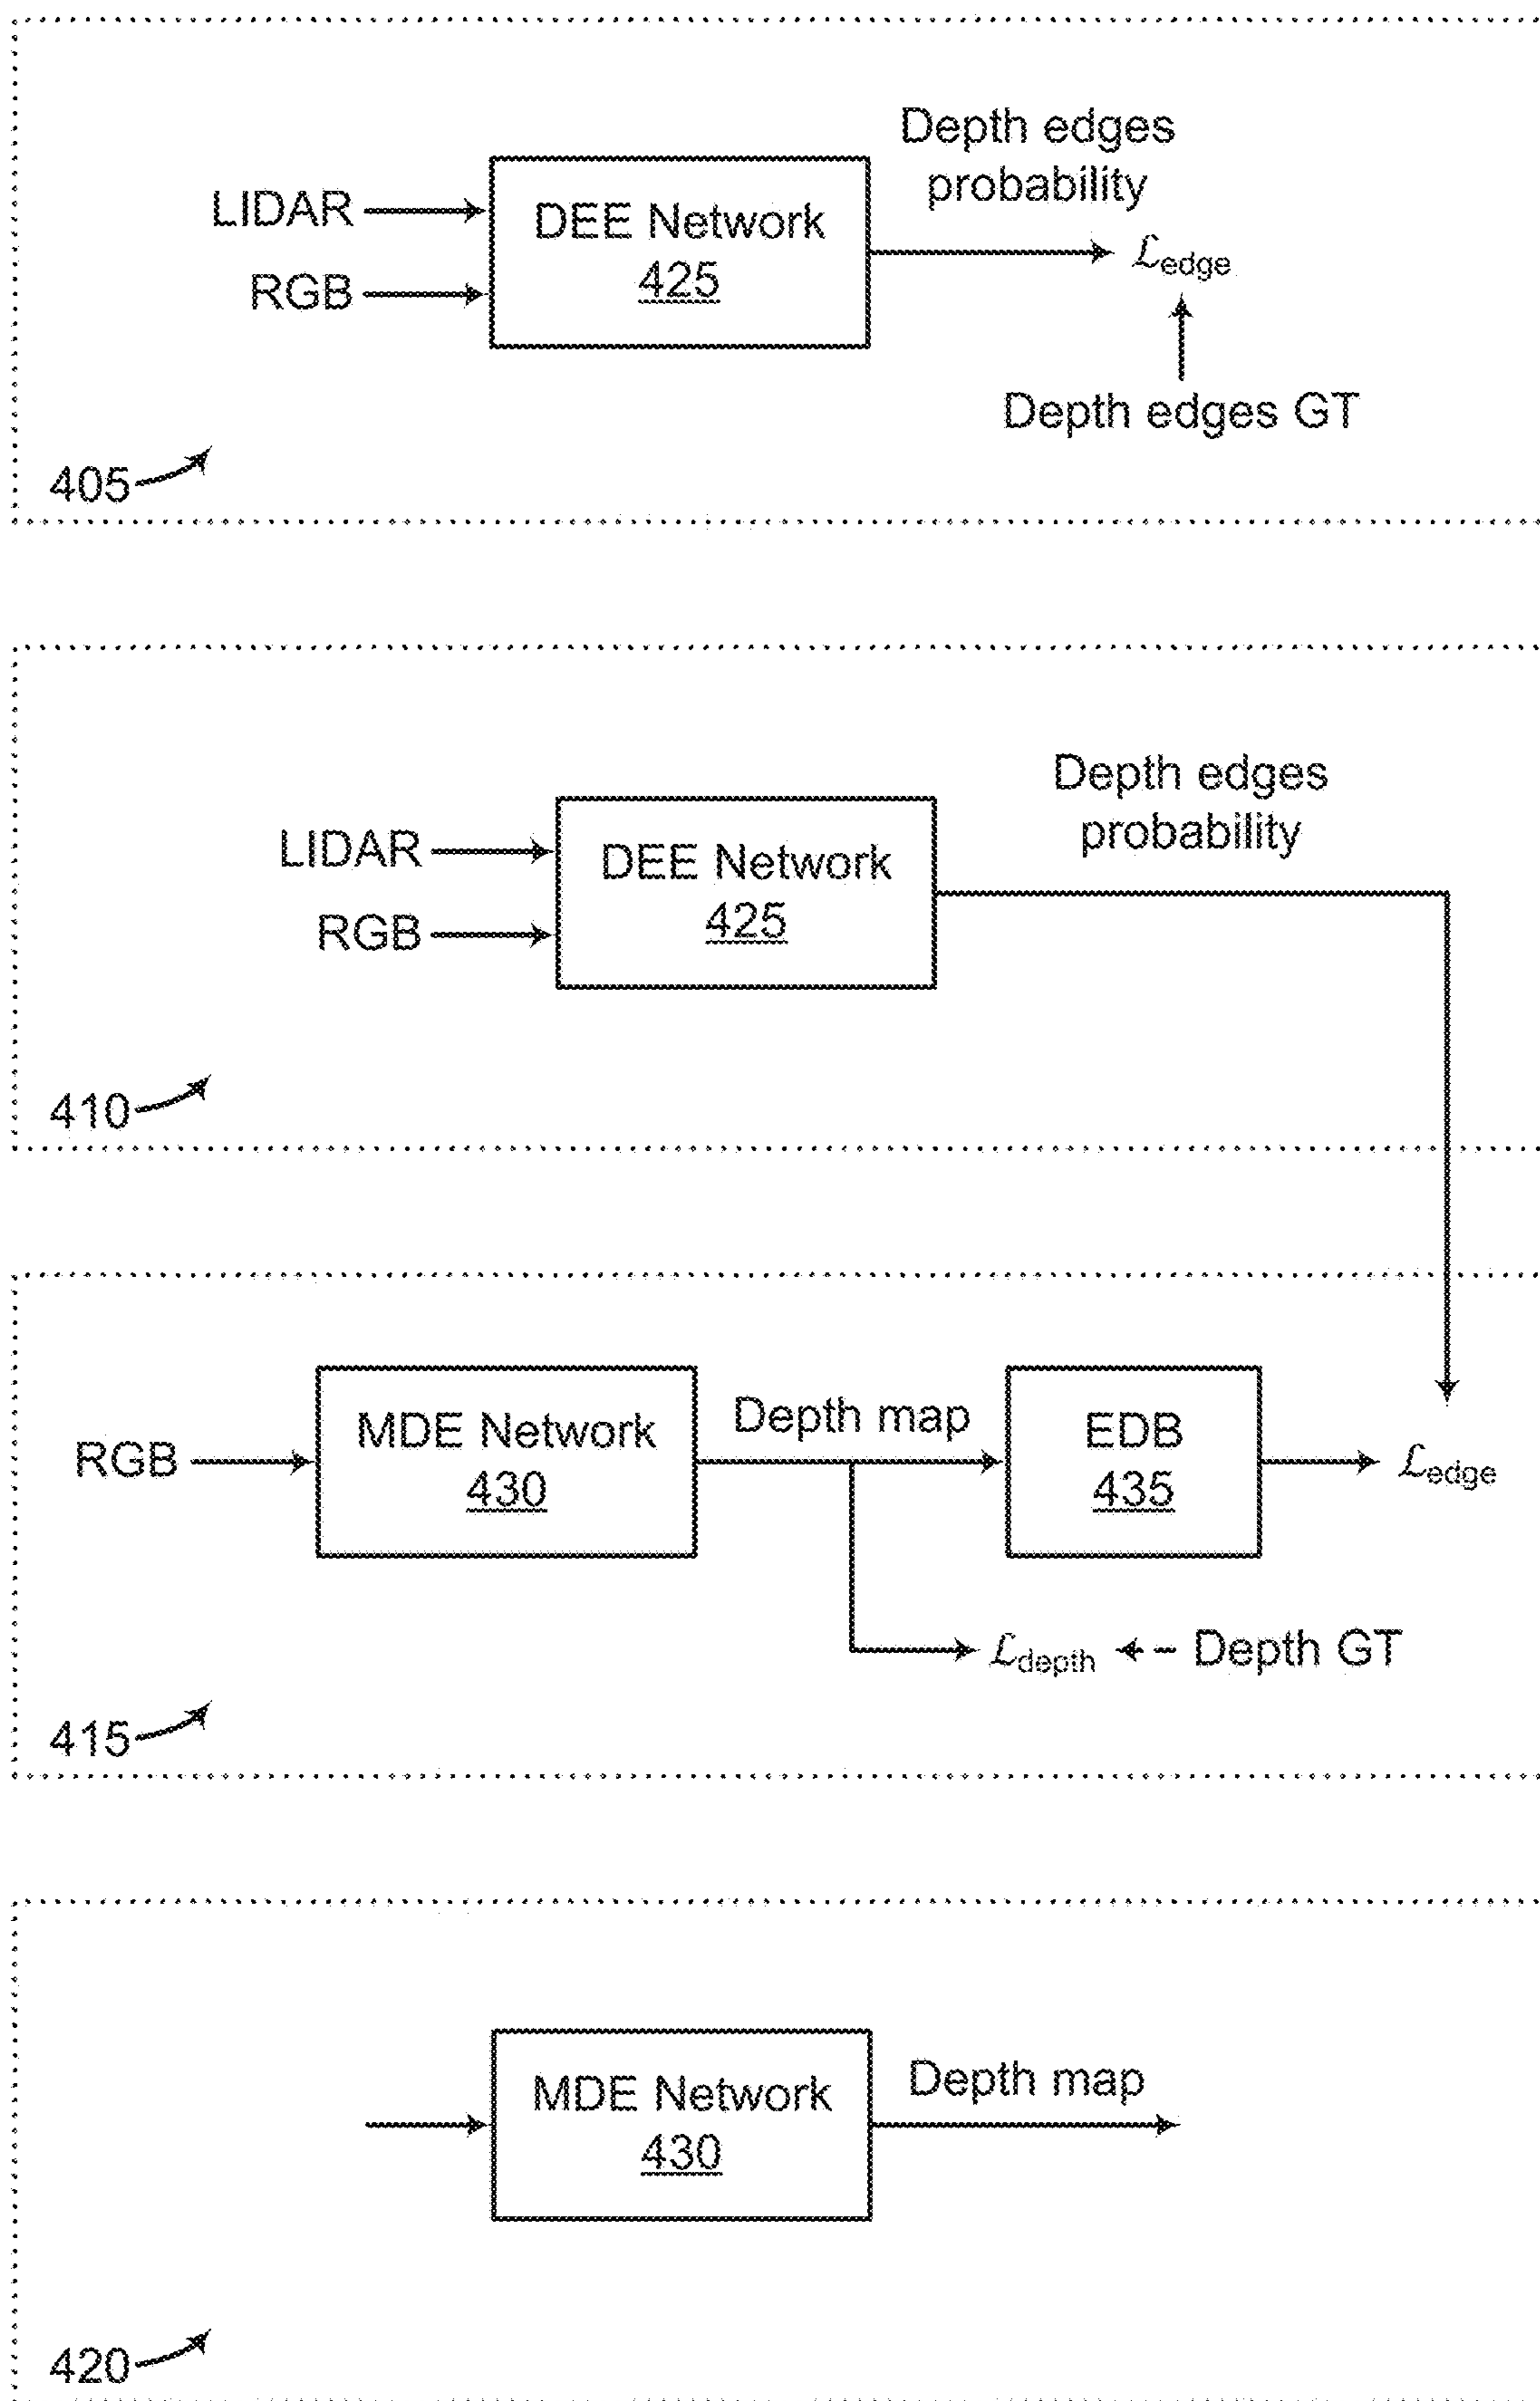 Depth edges
probability
LIDAR
RGB
DEE Network
425
ℒedge
Depth edges GT
405
Depth edges
probability
LIDAR
RGB
DEE Network
425
410
RGB
MDE Network
430
Depth map
EDB
435
ℒedge
ℒdepth
Depth GT
415
MDE Network
430
Depth map
420